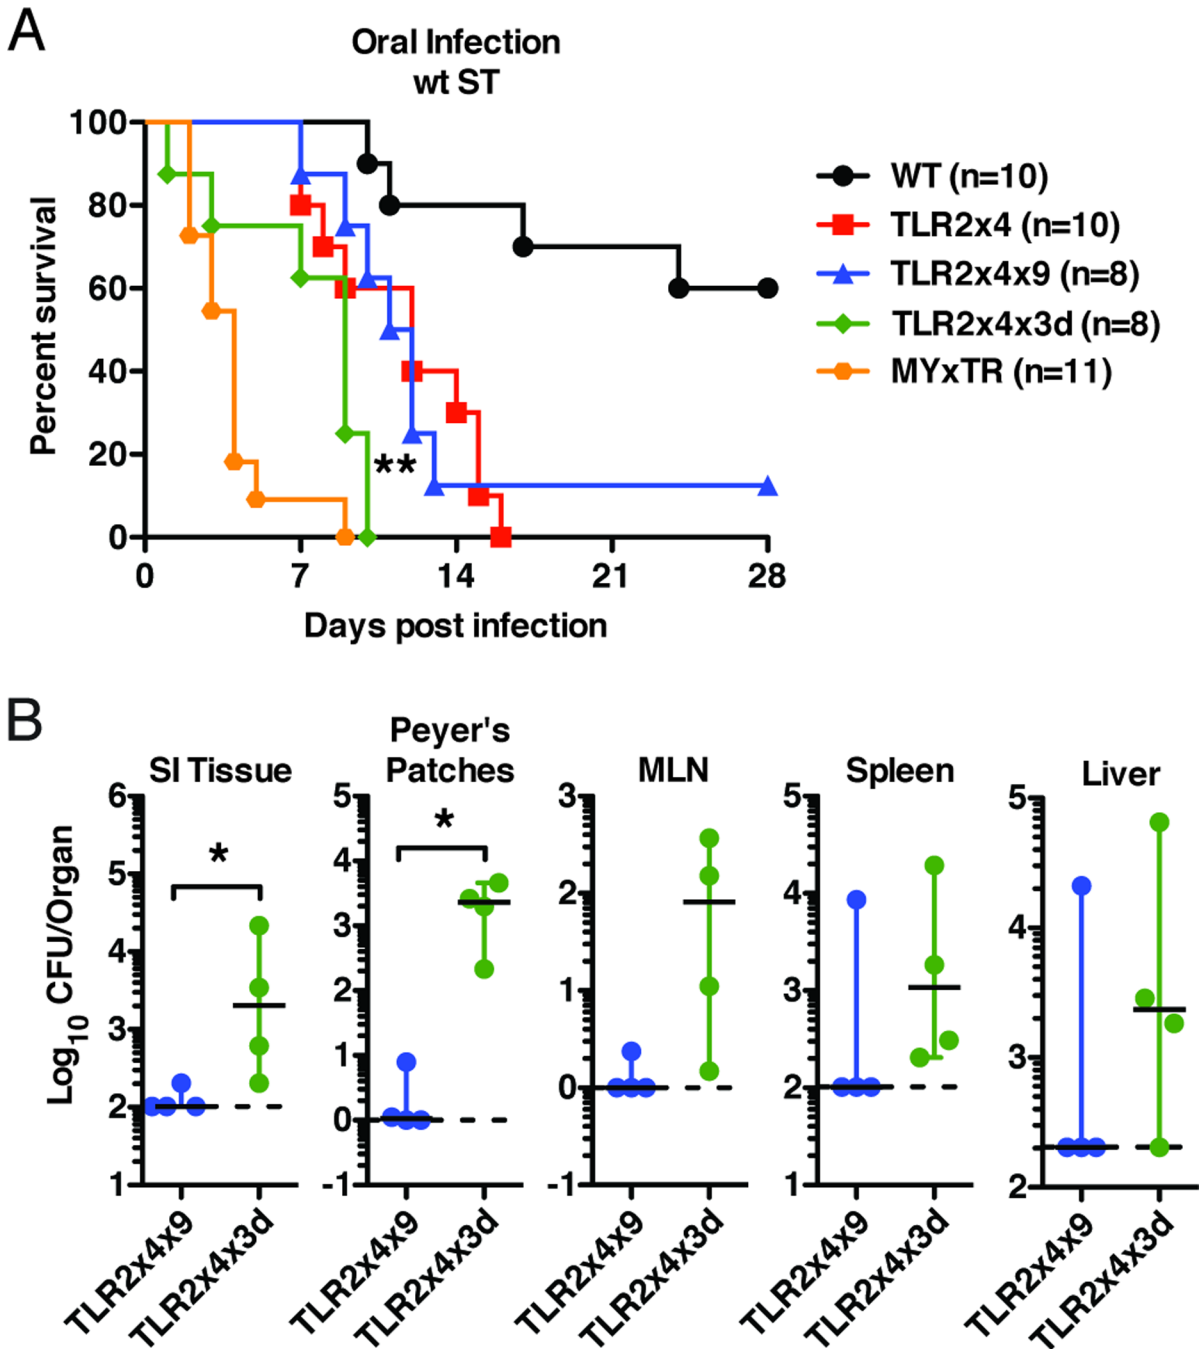 A
Oral Infection
wt ST
Percent survival
100
80
60
40
20
0
0 7 14 21 28
Days post infection
**
WT (n=10)
TLR2x4 (n=10)
TLR2x4x9 (n=8)
TLR2x4x3d (n=8)
MYxTR (n=11)
B
Log10 CFU/Organ
SI Tissue
6
5
4
3
2
1
*
TLR2x4x9
TLR2x4x3d
Peyer's
Patches
5
4
3
2
1
0
-1
*
TLR2x4x9
TLR2x4x3d
MLN
3
2
1
0
-1
TLR2x4x9
TLR2x4x3d
Spleen
5
4
3
2
1
TLR2x4x9
TLR2x4x3d
Liver
5
4
3
2
TLR2x4x9
TLR2x4x3d